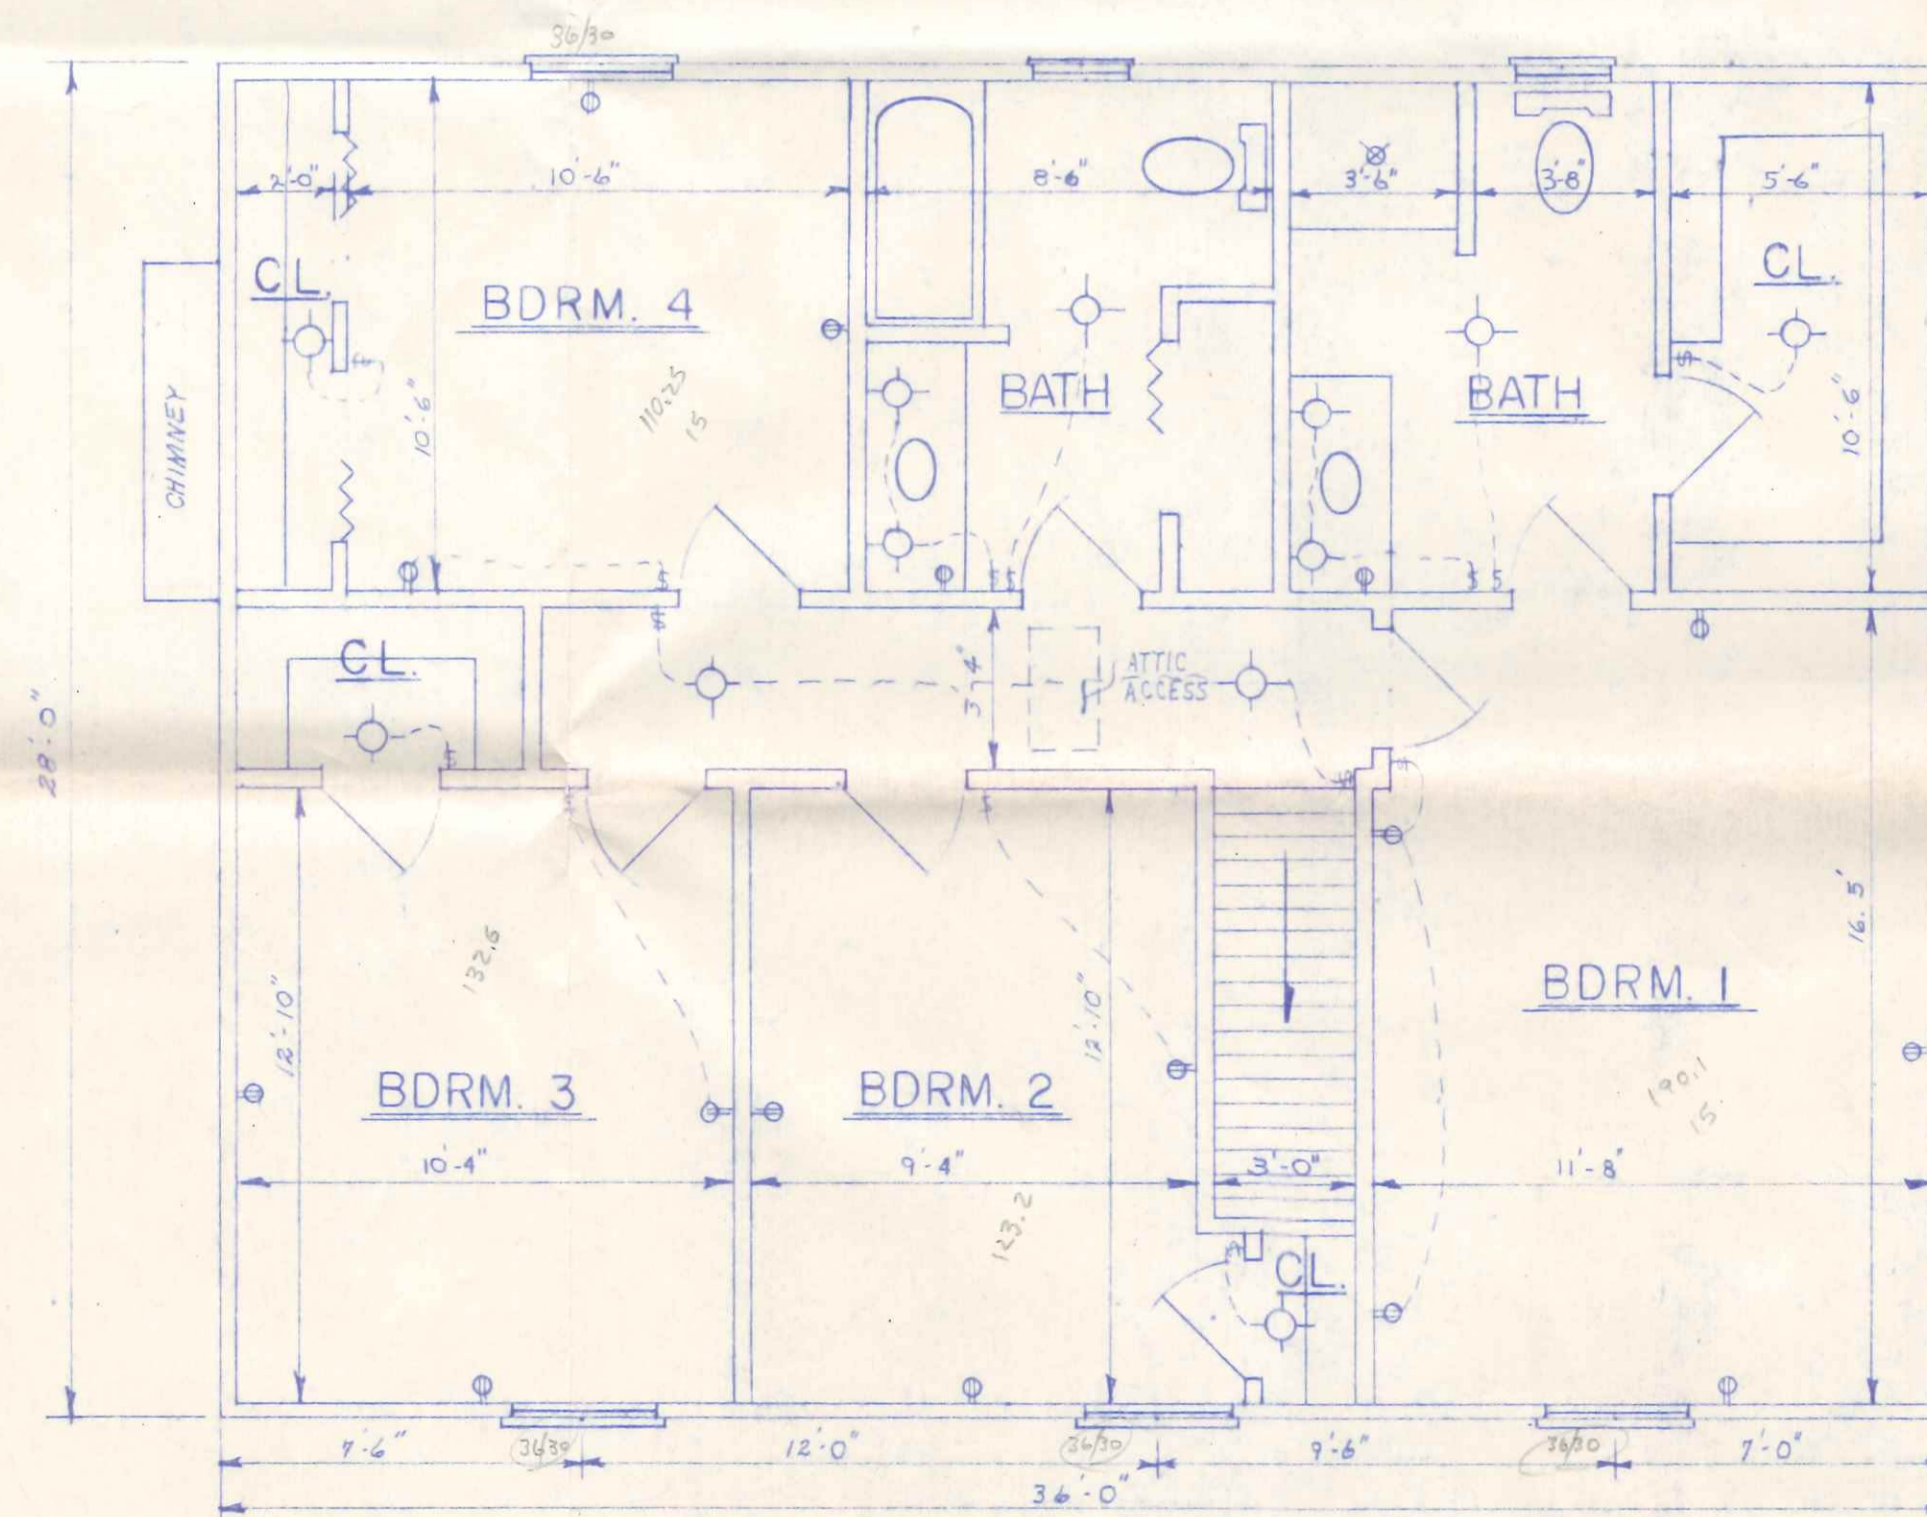 36/30
2'-0"
10'-6"
8'-6"
3'-6"
3'-8"
5'-6"
CL.
BDRM. 4
CL.
CHIMNEY
10'-6"
110.25
15
BATH
BATH
10'-6"
CL.
3'-4"
ATTIC
ACCESS
28'-0"
16.5'
132.6
12'-10"
12'-10"
BDRM. 1
BDRM. 3
BDRM. 2
190.1
15
10'-4"
9'-4"
3'-0"
11'-8"
123.2
CL.
7'-6"
36/30
12'-0"
36/30
9'-6"
36/30
7'-0"
36'-0"